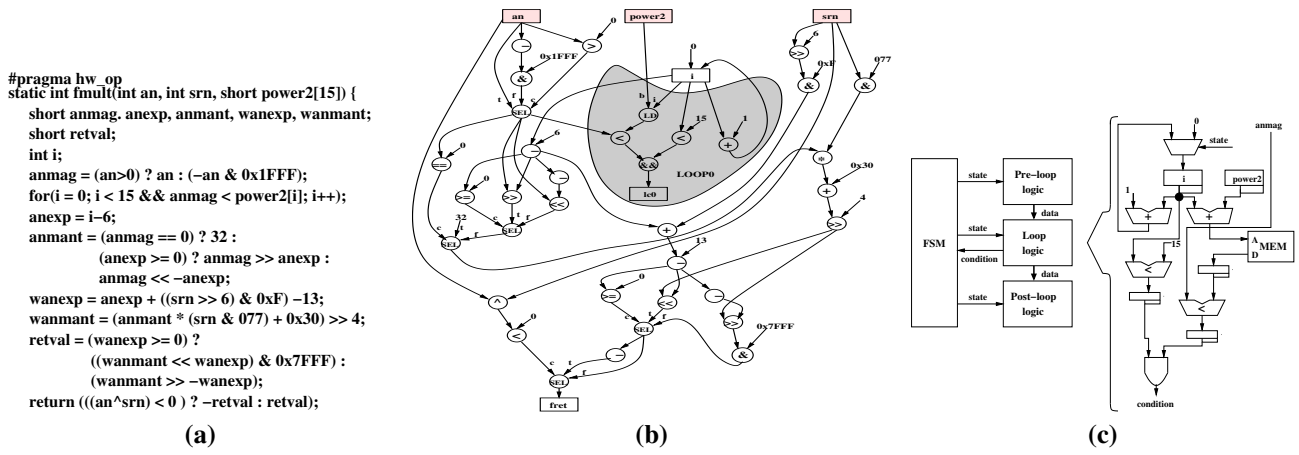 #pragma hw_op
static int fmult(int an, int srn, short power2[15]) {
short anmag. anexp, anmant, wanexp, wanmant;
short retval;
int i;
anmag = (an>0) ? an : (−an & 0x1FFF);
for(i = 0; i < 15 && anmag < power2[i]; i++);
anexp = i−6;
anmant = (anmag == 0) ? 32 :
(anexp >= 0) ? anmag >> anexp :
anmag << −anexp;
wanexp = anexp + ((srn >> 6) & 0xF) −13;
wanmant = (anmant * (srn & 077) + 0x30) >> 4;
retval = (wanexp >= 0) ?
((wanmant << wanexp) & 0x7FFF) :
(wanmant >> −wanexp);
return (((an^srn) < 0 ) ? −retval : retval);
(a)
an
power2
srn
0
−
>
0
6
>>
0x1FFF
&
0xF
&
077
&
i
t
f
c
SEL
b
i
LD
15
<
<
1
+
6
−
0
==
&&
LOOP0
lc0
*
0x30
+
4
>>
0
>=
>>
−
<<
32
c
t
f
SEL
c
t
f
SEL
+
13
−
^
0
>=
<<
−
>>
0
<
c
t
f
SEL
0x7FFF
&
−
c
t
f
SEL
fret
(b)
FSM
state
Pre−loop
logic
data
state
condition
Loop
logic
data
state
Post−loop
logic
0
anmag
state
i
power2
1
+
+
15
<
A
D
MEM
<
condition
(c)